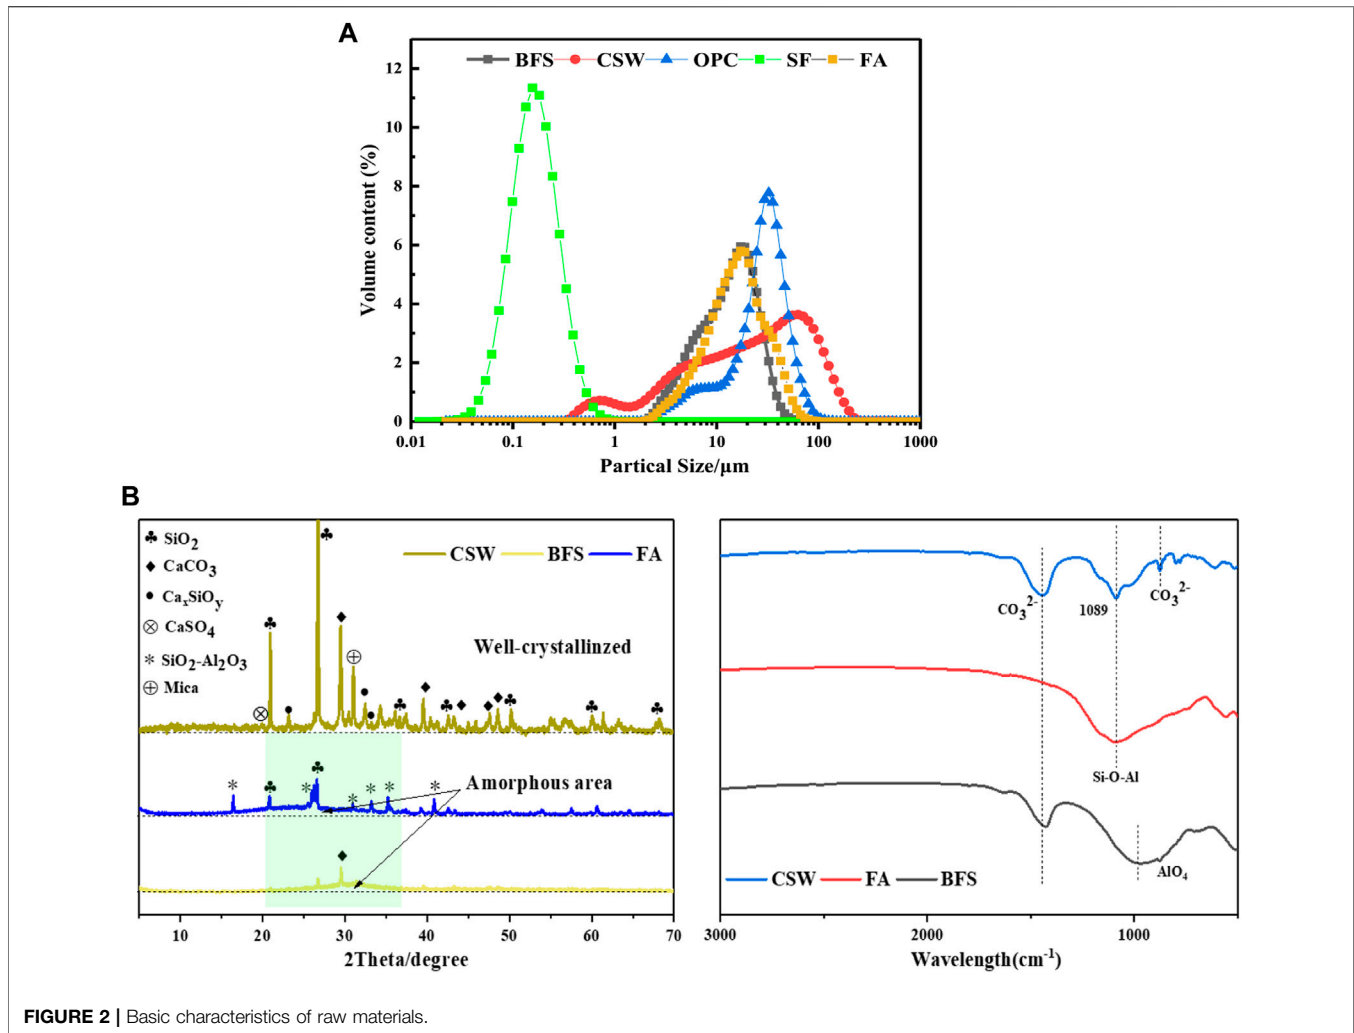 A
BFS CSW OPC SF FA
12
10
8
6
4
2
0
Volume content (%)
0.01 0.1 1 10 100 1000
Partical Size/μm
B
♣ SiO2
◆ CaCO3
● CaxSiOy
⊗ CaSO4
* SiO2-Al2O3
⊕ Mica
CSW BFS FA
Well-crystallinzed
Amorphous area
10 20 30 40 50 60 70
2Theta/degree
CO3 2-
1089
CO3 2-
Si-O-Al
AlO4
CSW FA BFS
3000 2000 1000
Wavelength(cm-1)
FIGURE 2 | Basic characteristics of raw materials.